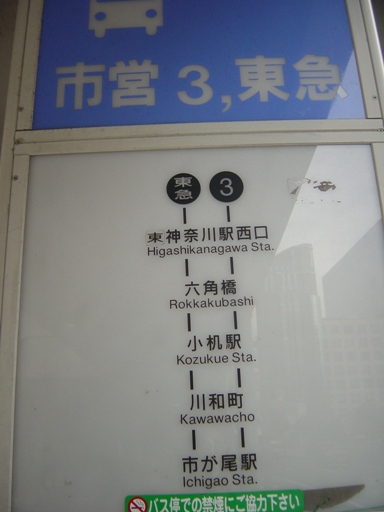 市営 3,東急
東急 3
東神奈川駅西口
Higashikanagawa Sta.
六角橋
Rokkakubashi
小机駅
Kozukue Sta.
川和町
Kawawacho
市が尾駅
Ichigao Sta.
バス停での禁煙にご協力下さい